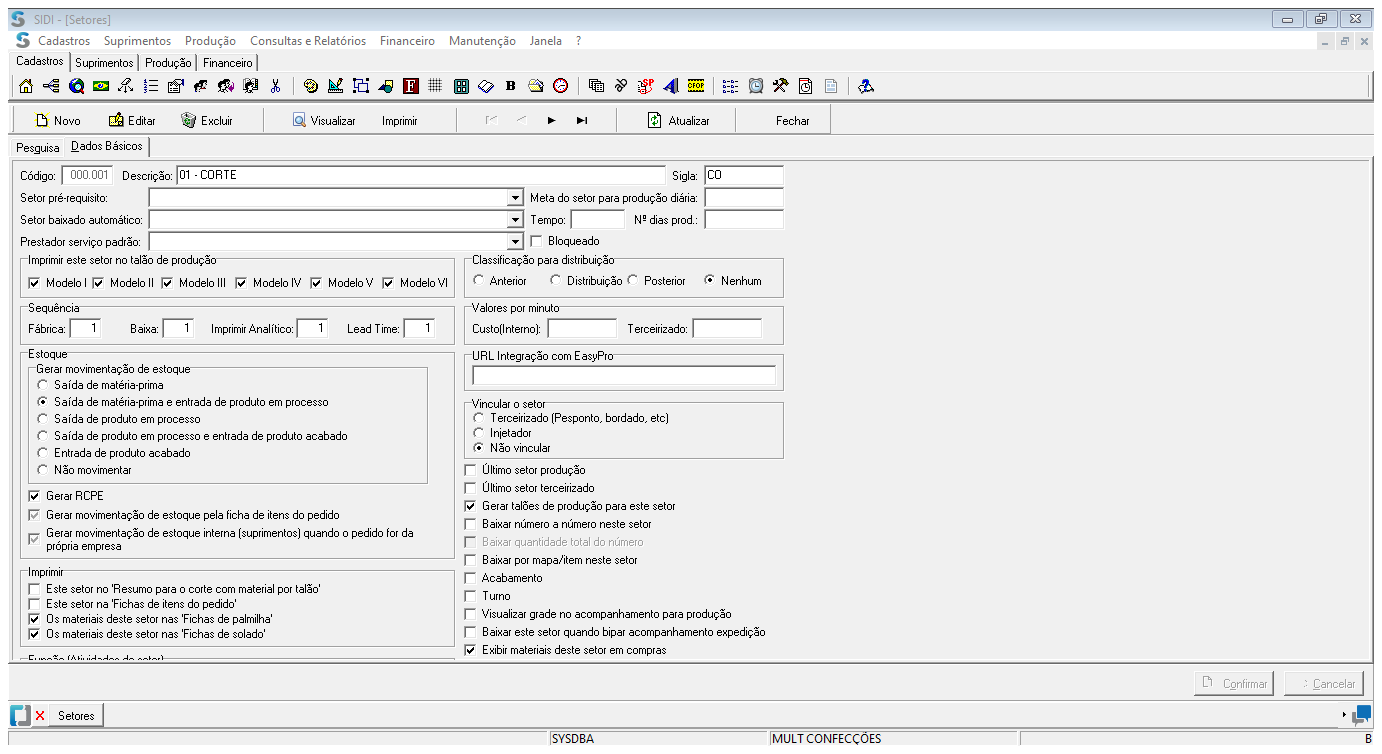 SIDI - [Setores]
Cadastros Suprimentos Produção Consultas e Relatórios Financeiro Manutenção Janela ?
Cadastros Suprimentos Produção Financeiro
F B SP CFOP
Novo Editar Excluir Visualizar Imprimir Atualizar Fechar
Pesquisa Dados Básicos
Código: 000.001 Descrição: 01 - CORTE Sigla: CO
Setor pré-requisito: Meta do setor para produção diária:
Setor baixado automático: Tempo: Nº dias prod.:
Prestador serviço padrão: Bloqueado
Imprimir este setor no talão de produção
Modelo I Modelo II Modelo III Modelo IV Modelo V Modelo VI
Classificação para distribuição
Anterior Distribuição Posterior Nenhum
Sequência
Fábrica: 1 Baixa: 1 Imprimir Analítico: 1 Lead Time: 1
Valores por minuto
Custo(Interno): Terceirizado:
Estoque
Gerar movimentação de estoque
Saída de matéria-prima
Saída de matéria-prima e entrada de produto em processo
Saída de produto em processo
Saída de produto em processo e entrada de produto acabado
Entrada de produto acabado
Não movimentar
Gerar RCPE
Gerar movimentação de estoque pela ficha de itens do pedido
Gerar movimentação de estoque interna (suprimentos) quando o pedido for da
própria empresa
Imprimir
Este setor no 'Resumo para o corte com material por talão'
Este setor na 'Fichas de itens do pedido'
Os materiais deste setor nas 'Fichas de palmilha'
Os materiais deste setor nas 'Fichas de solado'
Função (Atividades do setor)
URL Integração com EasyPro
Vincular o setor
Terceirizado (Pesponto, bordado, etc)
Injetador
Não vincular
Último setor produção
Último setor terceirizado
Gerar talões de produção para este setor
Baixar número a número neste setor
Baixar quantidade total do número
Baixar por mapa/item neste setor
Acabamento
Turno
Visualizar grade no acompanhamento para produção
Baixar este setor quando bipar acompanhamento expedição
Exibir materiais deste setor em compras
Confirmar Cancelar
Setores
SYSDBA MULT CONFECÇÕES B